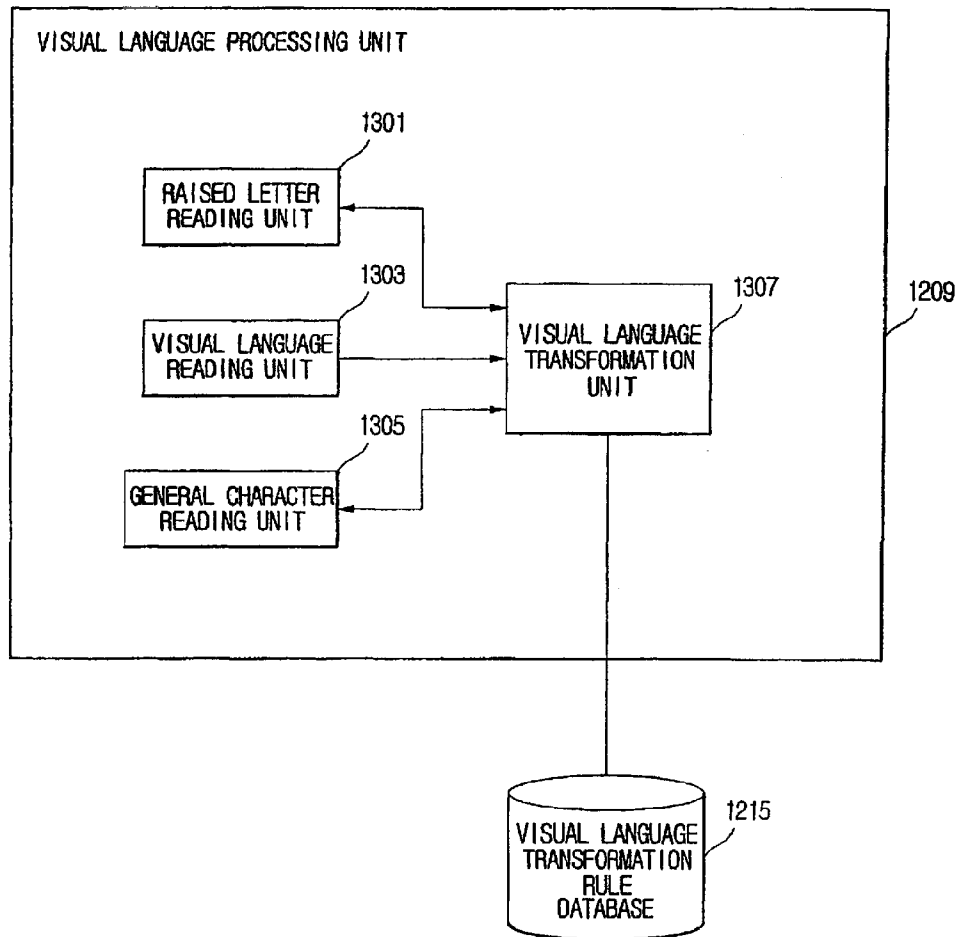 VISUAL LANGUAGE PROCESSING UNIT
1301
RAISED LETTER
READING UNIT
1303
VISUAL LANGUAGE
READING UNIT
1305
GENERAL CHARACTER
READING UNIT
1307
VISUAL LANGUAGE
TRANSFORMATION
UNIT
1209
1215
VISUAL LANGUAGE
TRANSFORMATION
RULE
DATABASE